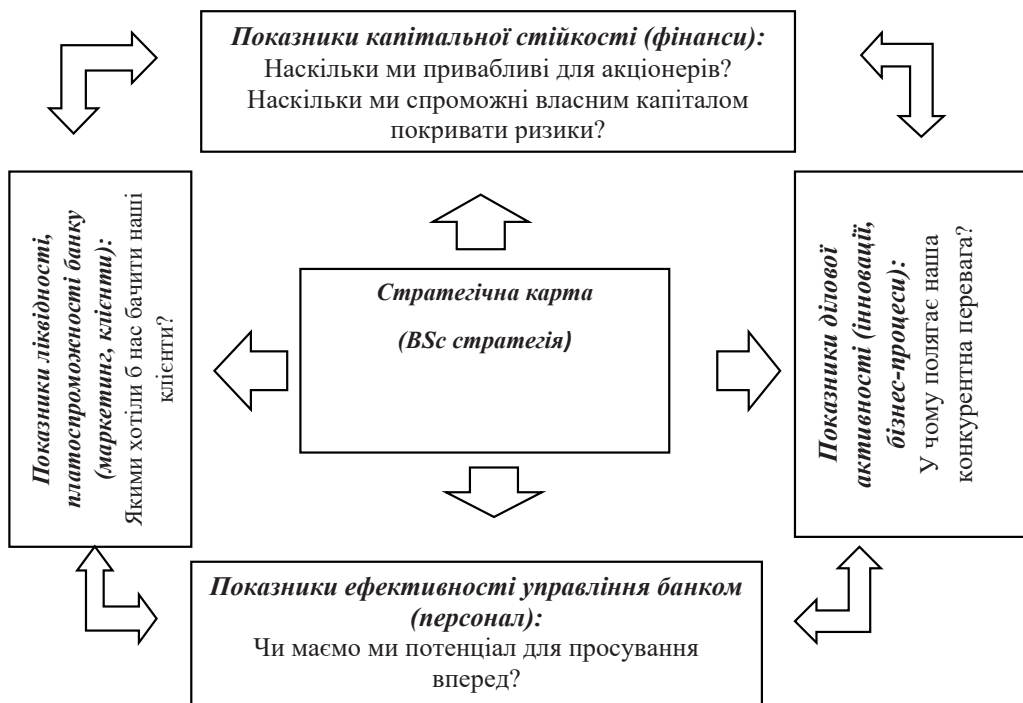 Показники капітальної стійкості (фінанси):
Наскільки ми привабливі для акціонерів?
Наскільки ми спроможні власним капіталом
покривати ризики?
Показники ліквідності,
платоспроможності банку
(маркетинг, клієнти):
Якими хотіли б нас бачити наші
клієнти?
Стратегічна карта
(BSc стратегія)
Показники ділової
активності (інновації,
бізнес-процеси):
У чому полягає наша
конкурентна перевага?
Показники ефективності управління банком
(персонал):
Чи маємо ми потенціал для просування
вперед?